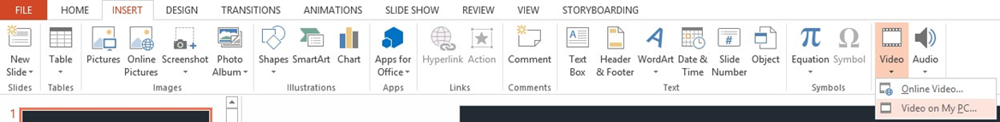 FILE HOME INSERT DESIGN TRANSITIONS ANIMATIONS SLIDE SHOW REVIEW VIEW STORYBOARDING
New Slide
Table
Pictures
Online Pictures
Screenshot
Photo Album
Shapes
SmartArt
Chart
Apps for Office
Hyperlink
Action
Comment
Text Box
Header & Footer
WordArt
Date & Time
Slide Number
Object
Equation
Symbol
Video
Audio
Slides Tables Images Illustrations Apps Links Comments Text Symbols
Online Video...
Video on My PC...
1